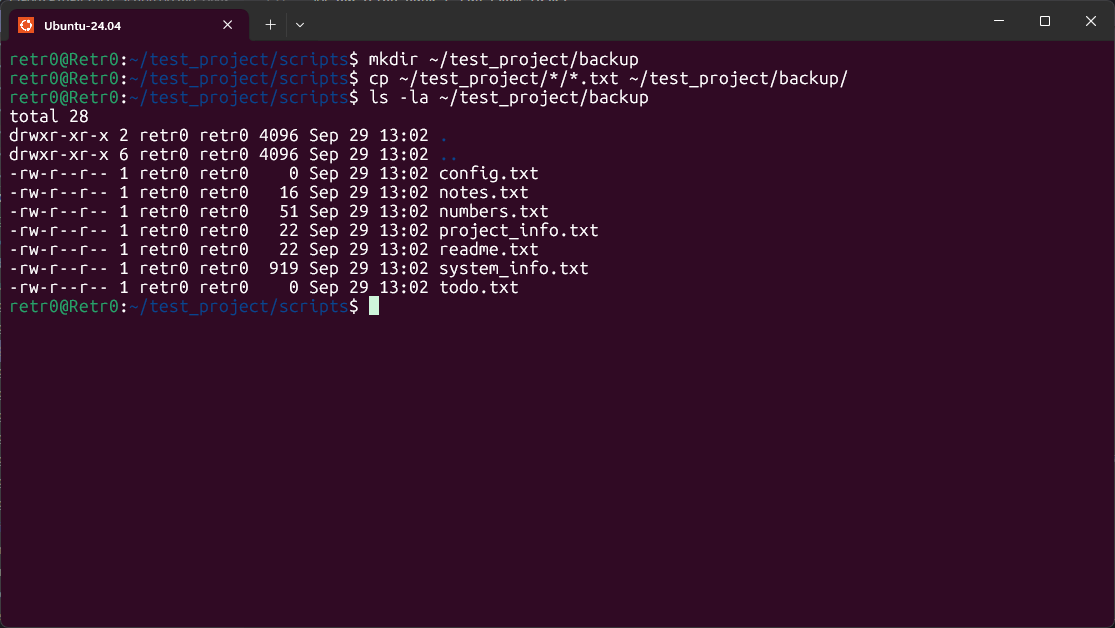 Ubuntu-24.04
retr0@Retr0:~/test_project/scripts$ mkdir ~/test_project/backup
retr0@Retr0:~/test_project/scripts$ cp ~/test_project/*/*.txt ~/test_project/backup/
retr0@Retr0:~/test_project/scripts$ ls -la ~/test_project/backup
total 28
drwxr-xr-x 2 retr0 retr0 4096 Sep 29 13:02 .
drwxr-xr-x 6 retr0 retr0 4096 Sep 29 13:02 ..
-rw-r--r-- 1 retr0 retr0    0 Sep 29 13:02 config.txt
-rw-r--r-- 1 retr0 retr0   16 Sep 29 13:02 notes.txt
-rw-r--r-- 1 retr0 retr0   51 Sep 29 13:02 numbers.txt
-rw-r--r-- 1 retr0 retr0   22 Sep 29 13:02 project_info.txt
-rw-r--r-- 1 retr0 retr0   22 Sep 29 13:02 readme.txt
-rw-r--r-- 1 retr0 retr0  919 Sep 29 13:02 system_info.txt
-rw-r--r-- 1 retr0 retr0    0 Sep 29 13:02 todo.txt
retr0@Retr0:~/test_project/scripts$